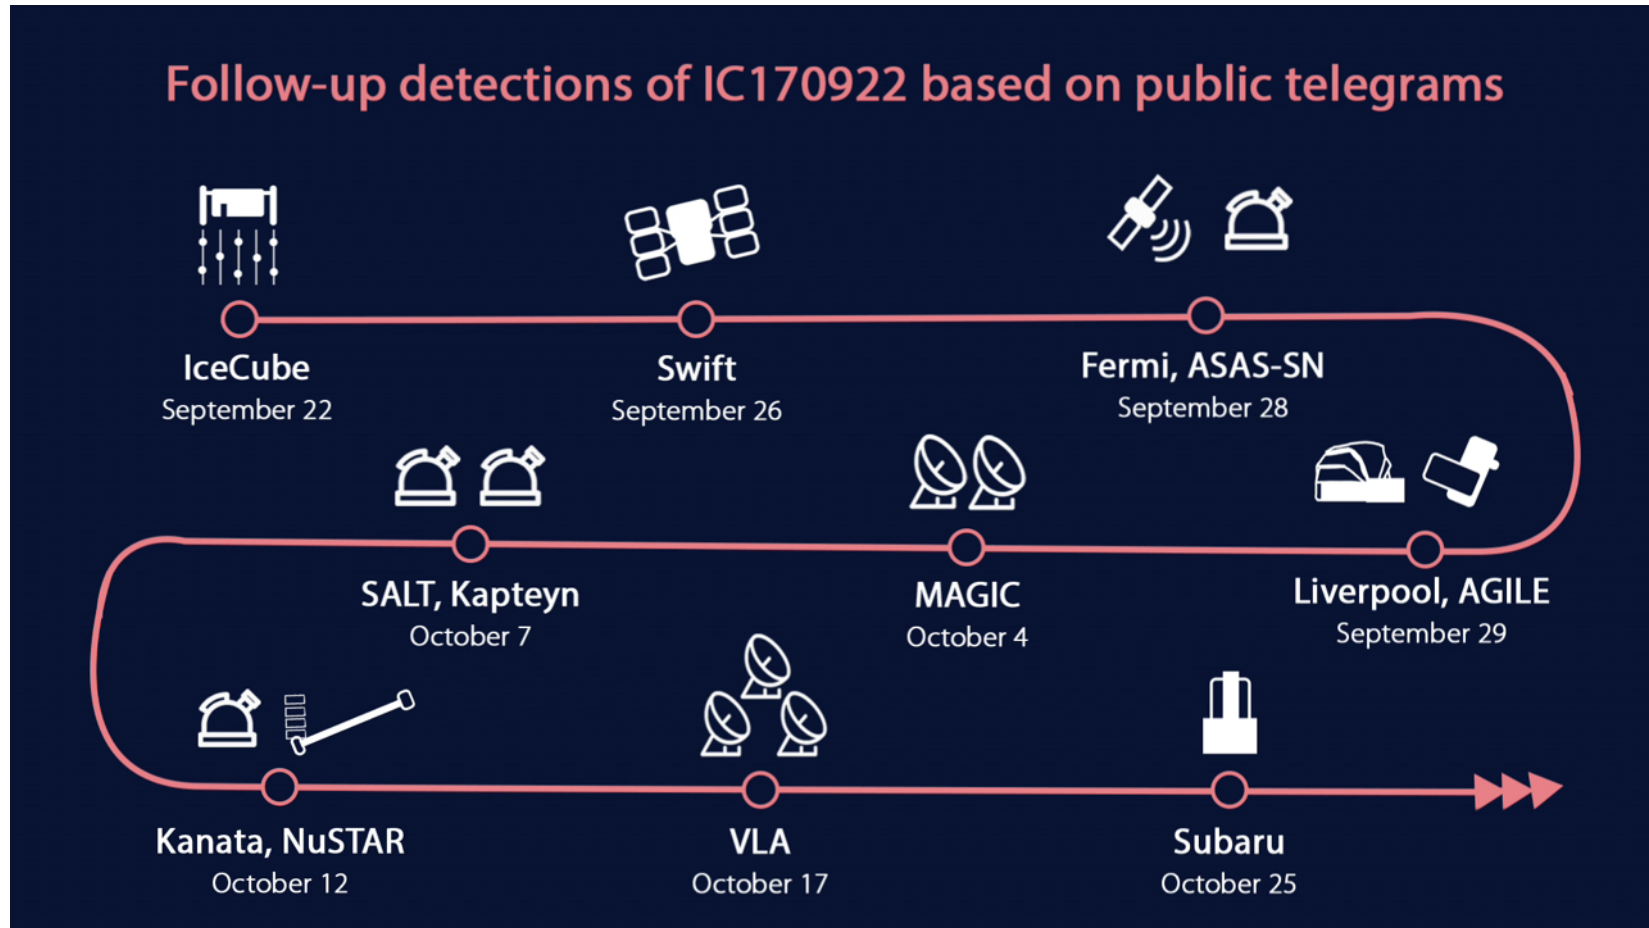 Follow-up detections of IC170922 based on public telegrams
IceCube
September 22
Swift
September 26
Fermi, ASAS-SN
September 28
Liverpool, AGILE
September 29
MAGIC
October 4
SALT, Kapteyn
October 7
Kanata, NuSTAR
October 12
VLA
October 17
Subaru
October 25